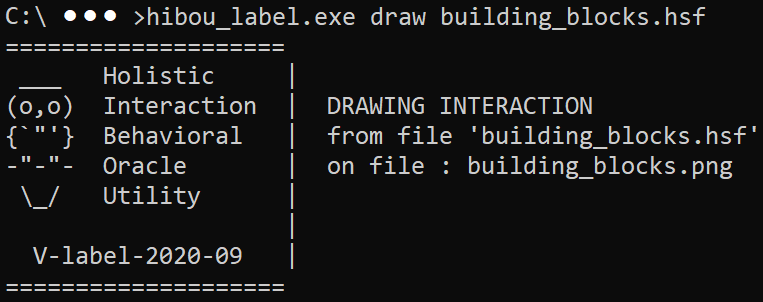 C:\ ••• >hibou_label.exe draw building_blocks.hsf
====================
 ___   Holistic     |
(o,o)  Interaction  |  DRAWING INTERACTION
{`"'}  Behavioral   |  from file 'building_blocks.hsf'
-"-"-  Oracle       |  on file : building_blocks.png
 \_/   Utility      |
                    |
  V-label-2020-09   |
====================